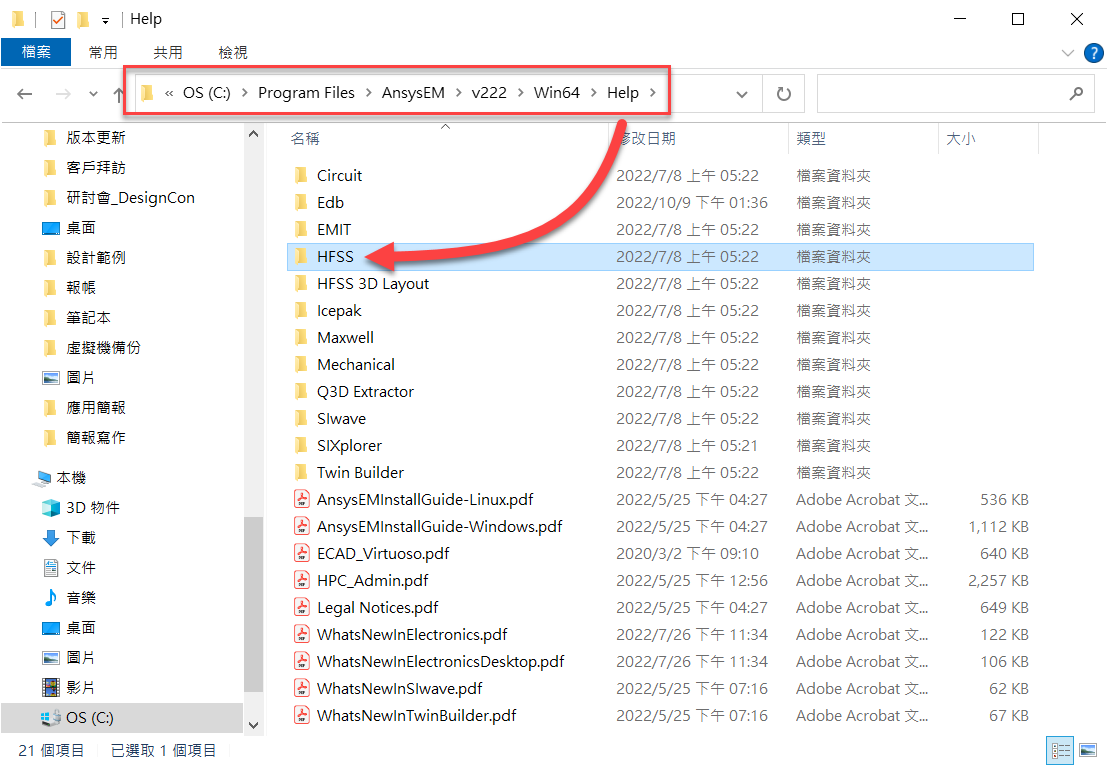 Help
檔案 常用 共用 檢視
« OS (C:) > Program Files > AnsysEM > v222 > Win64 > Help >
版本更新
客戶拜訪
研討會_DesignCon
桌面
設計範例
報帳
筆記本
虛擬機備份
圖片
應用簡報
簡報寫作
本機
3D 物件
下載
文件
音樂
桌面
圖片
影片
OS (C:)
名稱 修改日期 類型 大小
Circuit 2022/7/8 上午 05:22 檔案資料夾
Edb 2022/10/9 下午 01:36 檔案資料夾
EMIT 2022/7/8 上午 05:22 檔案資料夾
HFSS 2022/7/8 上午 05:22 檔案資料夾
HFSS 3D Layout 2022/7/8 上午 05:22 檔案資料夾
Icepak 2022/7/8 上午 05:22 檔案資料夾
Maxwell 2022/7/8 上午 05:22 檔案資料夾
Mechanical 2022/7/8 上午 05:22 檔案資料夾
Q3D Extractor 2022/7/8 上午 05:22 檔案資料夾
SIwave 2022/7/8 上午 05:22 檔案資料夾
SIXplorer 2022/7/8 上午 05:21 檔案資料夾
Twin Builder 2022/7/8 上午 05:22 檔案資料夾
AnsysEMInstallGuide-Linux.pdf 2022/5/25 下午 04:27 Adobe Acrobat 文... 536 KB
AnsysEMInstallGuide-Windows.pdf 2022/5/25 下午 04:27 Adobe Acrobat 文... 1,112 KB
ECAD_Virtuoso.pdf 2020/3/2 下午 09:10 Adobe Acrobat 文... 640 KB
HPC_Admin.pdf 2022/5/25 下午 12:56 Adobe Acrobat 文... 2,257 KB
Legal Notices.pdf 2022/5/25 下午 04:27 Adobe Acrobat 文... 649 KB
WhatsNewInElectronics.pdf 2022/7/26 下午 11:34 Adobe Acrobat 文... 122 KB
WhatsNewInElectronicsDesktop.pdf 2022/7/26 下午 11:34 Adobe Acrobat 文... 106 KB
WhatsNewInSIwave.pdf 2022/5/25 下午 07:16 Adobe Acrobat 文... 62 KB
WhatsNewInTwinBuilder.pdf 2022/5/25 下午 07:16 Adobe Acrobat 文... 67 KB
21 個項目 已選取 1 個項目